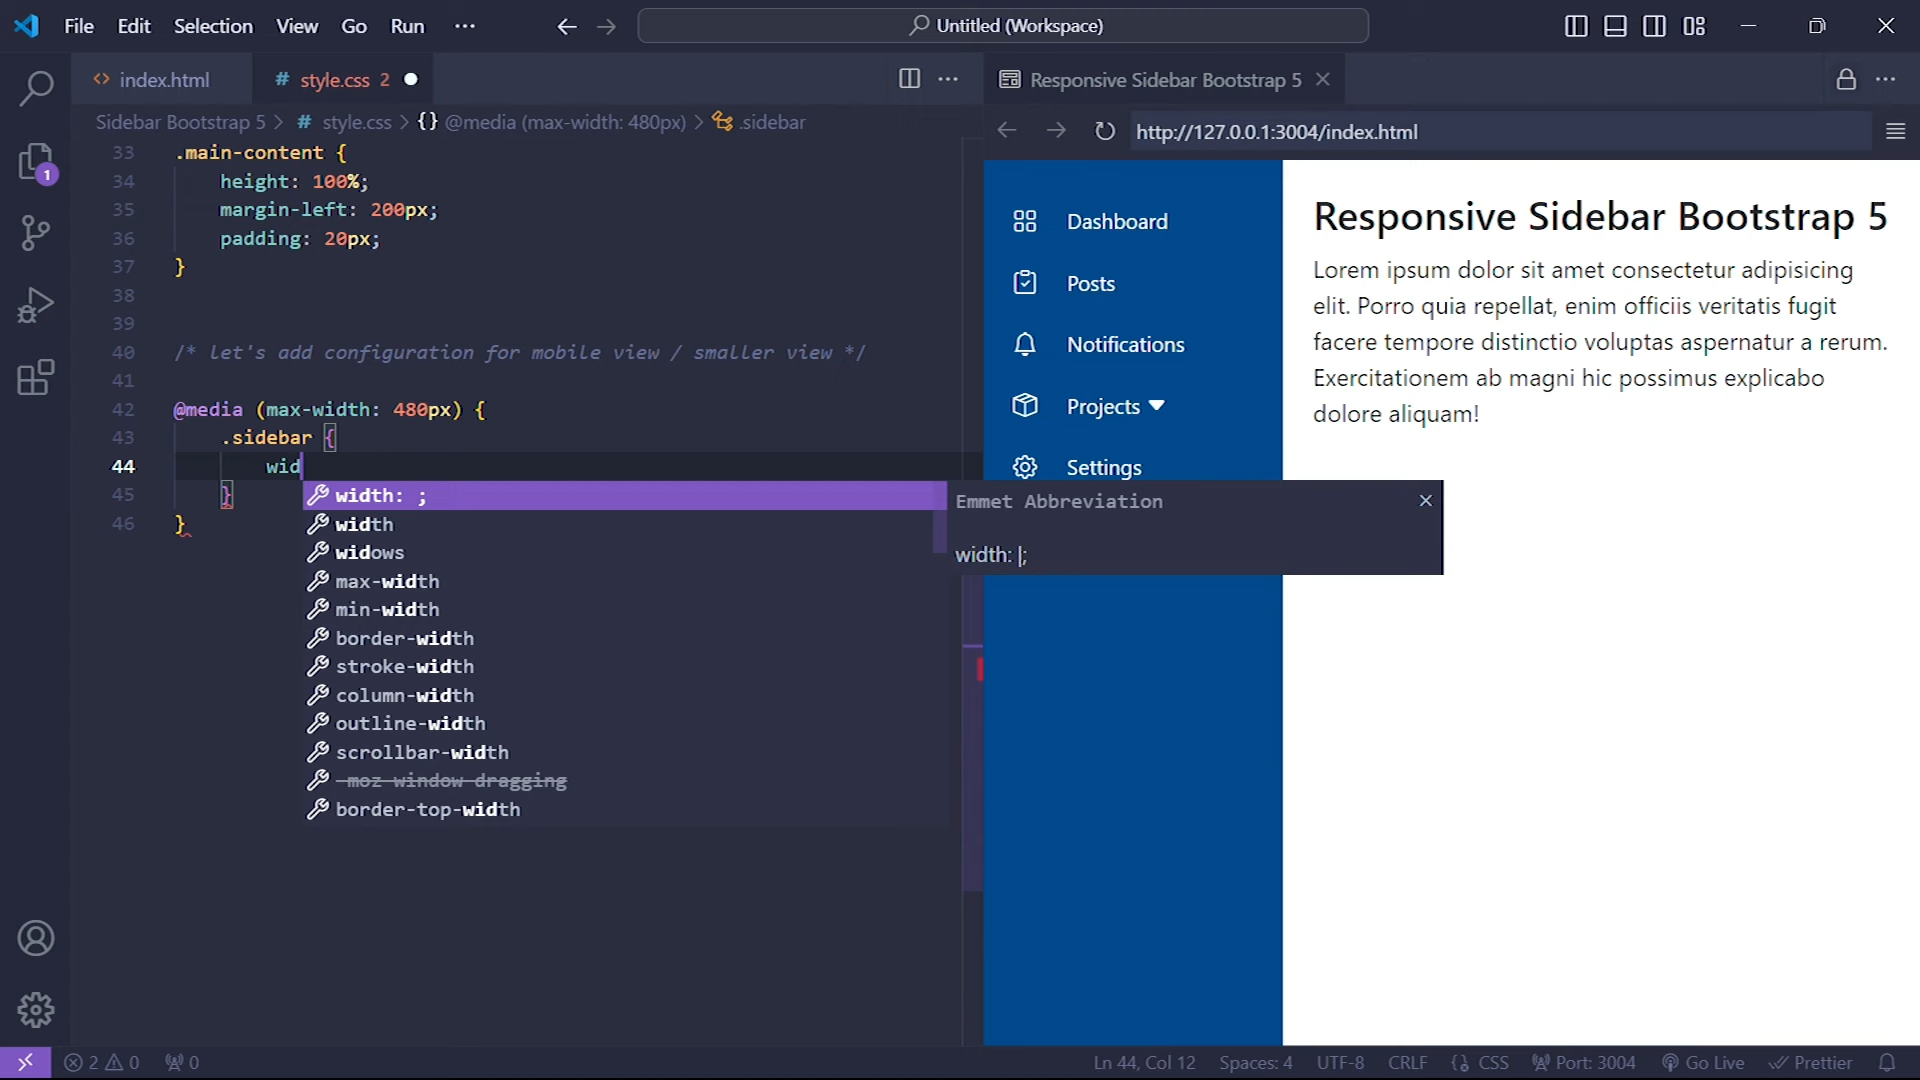 File Edit Selection View Go Run ··· Untitled (Workspace)
index.html
style.css 2
Responsive Sidebar Bootstrap 5
Sidebar Bootstrap 5 > # style.css > {} @media (max-width: 480px) > .sidebar
http://127.0.0.1:3004/index.html
1
33 .main-content {
34 height: 100%;
35 margin-left: 200px;
36 padding: 20px;
37 }
38
39
40 /* let's add configuration for mobile view / smaller view */
41
42 @media (max-width: 480px) {
43 .sidebar {
44 wid
45 }
46 }
width: ;
width
widows
max-width
min-width
border-width
stroke-width
column-width
outline-width
scrollbar-width
-moz-window-dragging
border-top-width
Emmet Abbreviation
width: |;
Dashboard
Posts
Notifications
Projects
Settings
Responsive Sidebar Bootstrap 5
Lorem ipsum dolor sit amet consectetur adipisicing
elit. Porro quia repellat, enim officiis veritatis fugit
facere tempore distinctio voluptas aspernatur a rerum.
Exercitationem ab magni hic possimus explicabo
dolore aliquam!
2 0 0 Ln 44, Col 12 Spaces: 4 UTF-8 CRLF {} CSS Port: 3004 Go Live Prettier